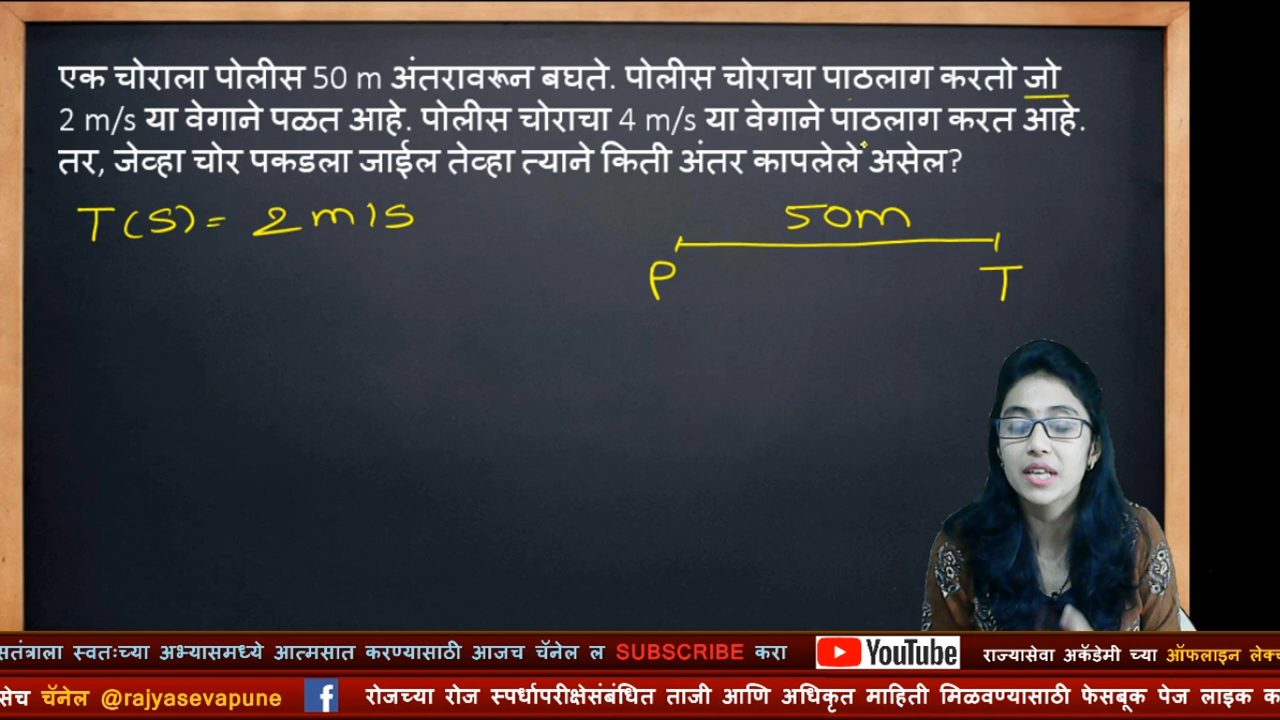 एक चोराला पोलीस 50 m अंतरावरून बघते. पोलीस चोराचा पाठलाग करतो जो
2 m/s या वेगाने पळत आहे. पोलीस चोराचा 4 m/s या वेगाने पाठलाग करत आहे.
तर, जेव्हा चोर पकडला जाईल तेव्हा त्याने किती अंतर कापलेले असेल?
T(S) = 2m/s
50m
P
T
सतंत्राला स्वतःच्या अभ्यासमध्ये आत्मसात करण्यासाठी आजच चॅनेल ल SUBSCRIBE करा YouTube राज्यासेवा अकॅडेमी च्या ऑफलाइन लेक्च
सेच चॅनेल @rajyasevapune f रोजच्या रोज स्पर्धापरीक्षेसंबंधित ताजी आणि अधिकृत माहिती मिळवण्यासाठी फेसबूक पेज लाइक क